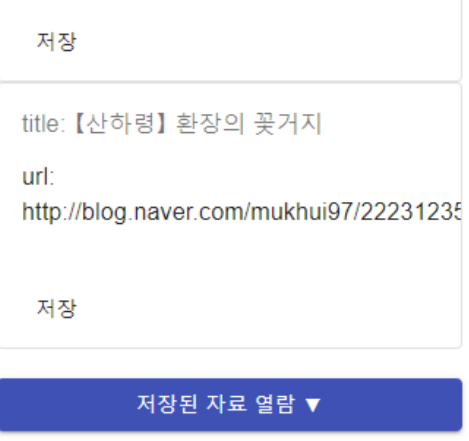 저장
title: 【산하령】 환장의 꽃거지
url:
http://blog.naver.com/mukhui97/2223123
저장
저장된 자료 열람 ▼